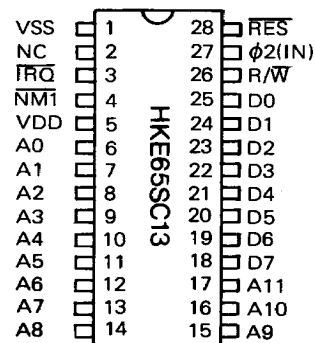 VSS 1 28 RES
NC 2 27 ϕ2(IN)
IRQ 3 26 R/W
NM1 4 25 D0
VDD 5 24 D1
A0 6 23 D2
A1 7 22 D3
A2 8 21 D4
A3 9 20 D5
A4 10 19 D6
A5 11 18 D7
A6 12 17 A11
A7 13 16 A10
A8 14 15 A9
HKE65SC13